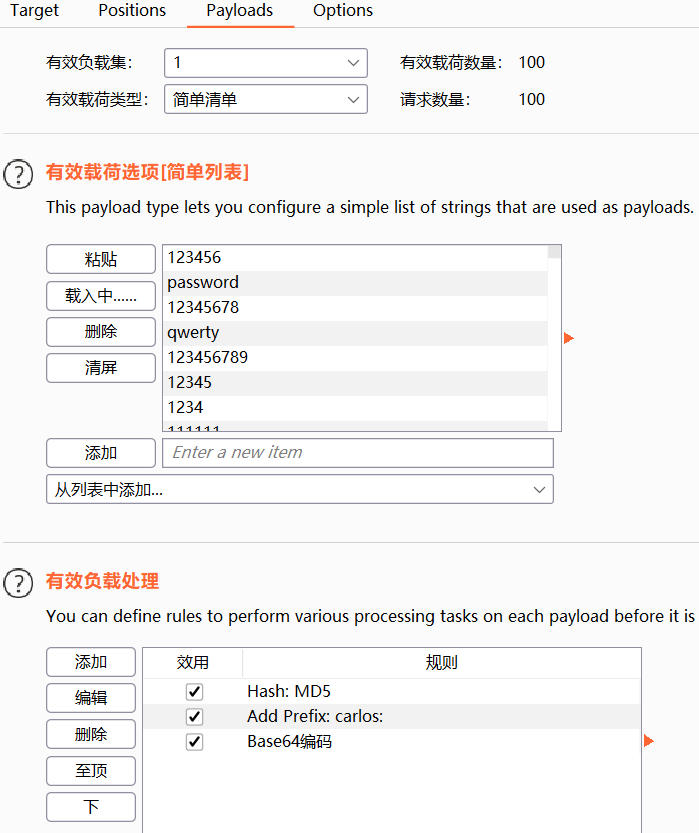 Target Positions Payloads Options
有效负载集： 1 有效载荷数量： 100
有效载荷类型： 简单清单 请求数量： 100
有效载荷选项[简单列表]
This payload type lets you configure a simple list of strings that are used as payloads.
粘贴 123456
password
载入中...... 12345678
删除 qwerty
清屏 123456789
12345
1234
111111
添加 Enter a new item
从列表中添加...
有效负载处理
You can define rules to perform various processing tasks on each payload before it is
添加 效用 规则
编辑 Hash: MD5
Add Prefix: carlos:
删除 Base64编码
至顶
下